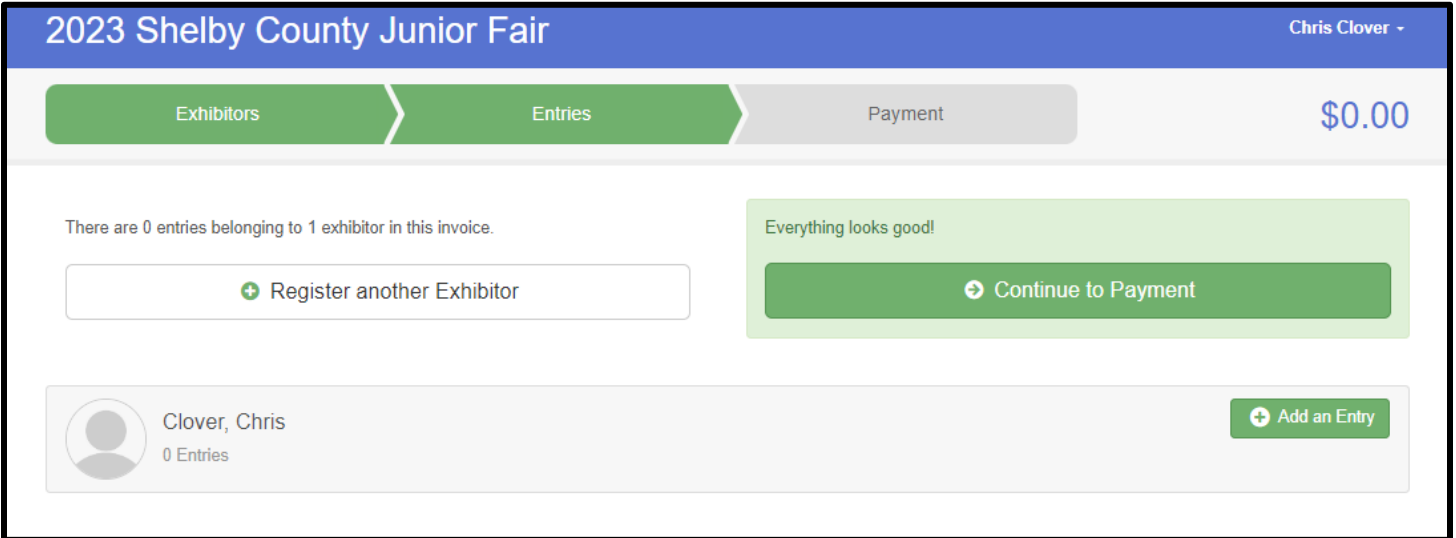 2023 Shelby County Junior Fair
Chris Clover
Exhibitors
Entries
Payment
$0.00
There are 0 entries belonging to 1 exhibitor in this invoice.
Register another Exhibitor
Everything looks good!
Continue to Payment
Clover, Chris
0 Entries
Add an Entry